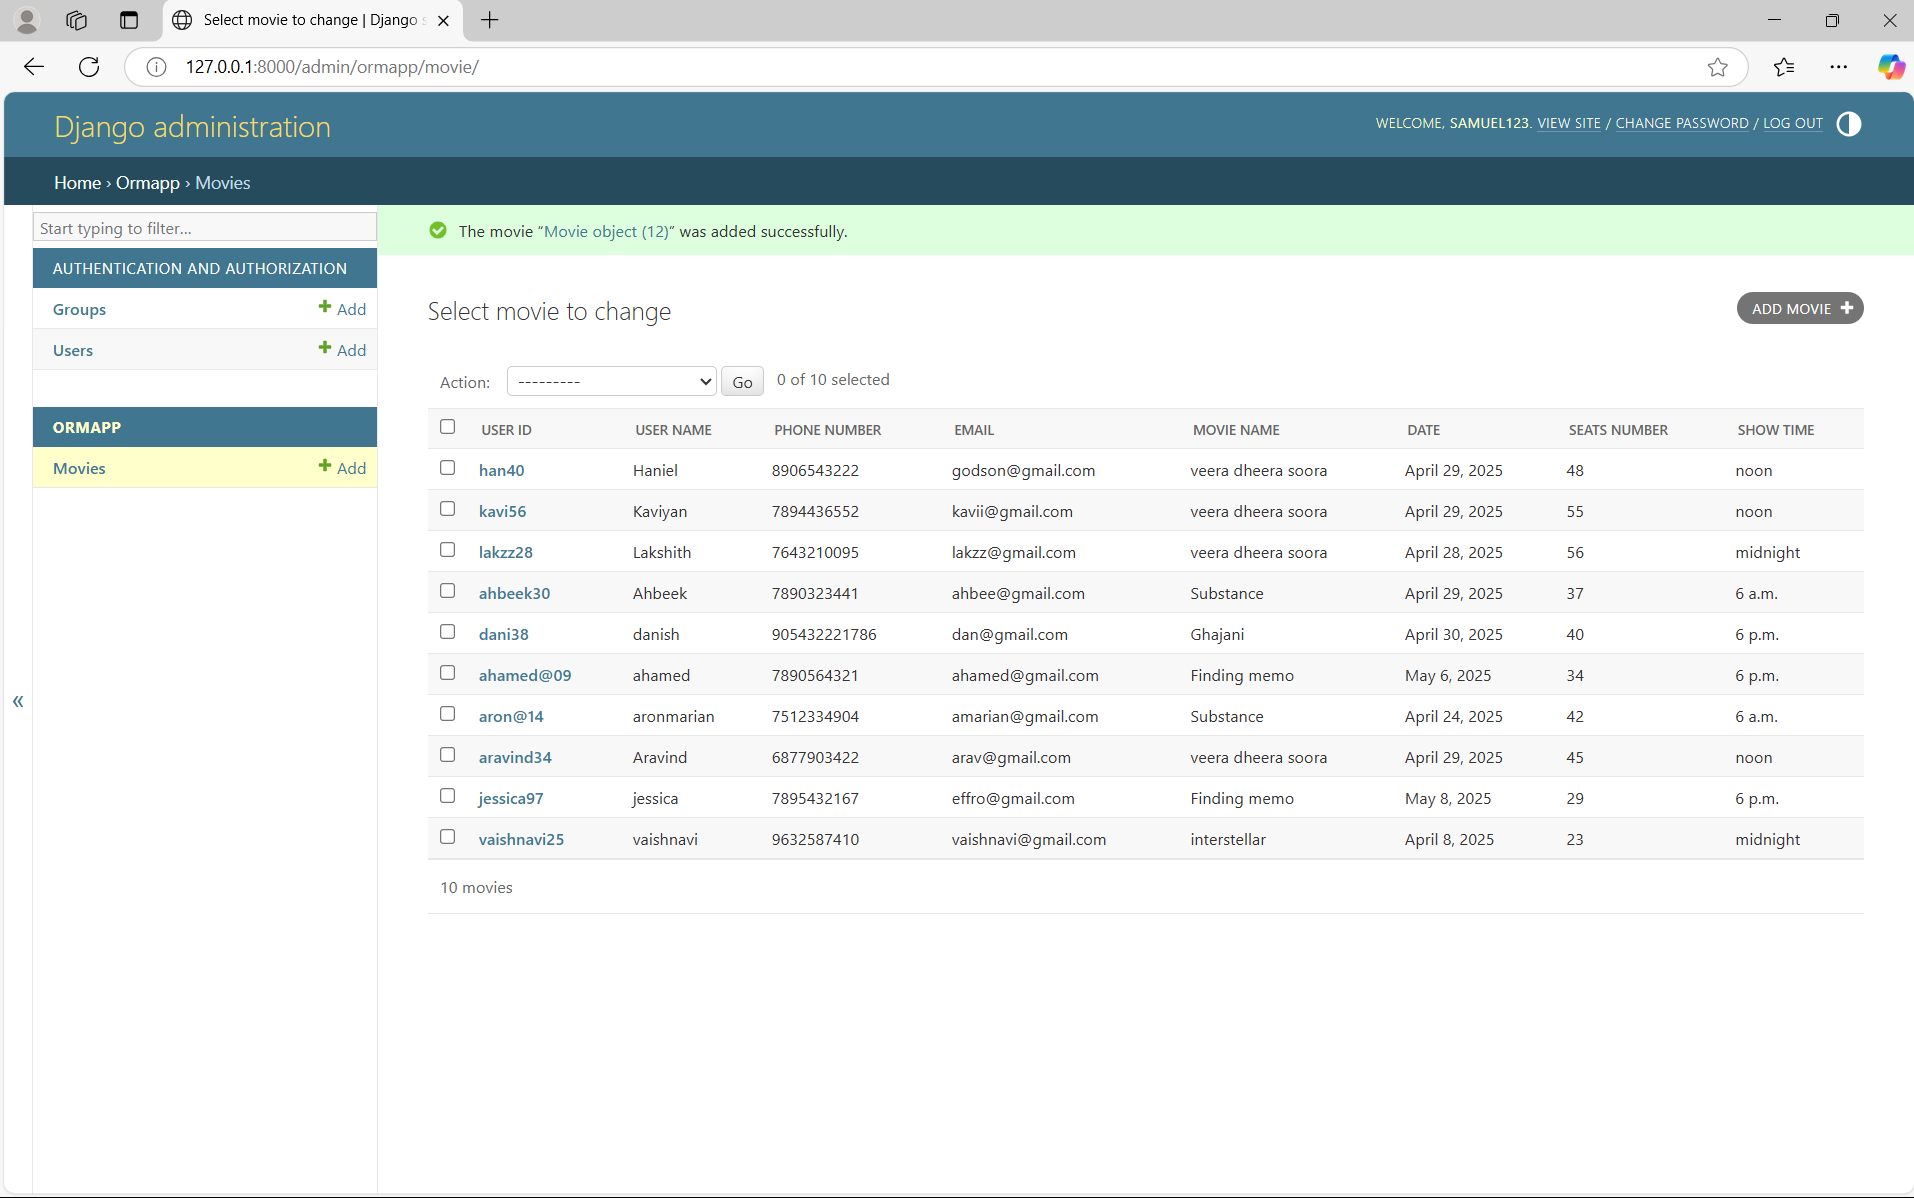 Select movie to change | Django s
127.0.0.1:8000/admin/ormapp/movie/
Django administration
WELCOME, SAMUEL123. VIEW SITE / CHANGE PASSWORD / LOG OUT
Home › Ormapp › Movies
Start typing to filter...
AUTHENTICATION AND AUTHORIZATION
Groups Add
Users Add
ORMAPP
Movies Add
«
The movie “Movie object (12)” was added successfully.
Select movie to change
ADD MOVIE
Action: --------- Go 0 of 10 selected
USER ID USER NAME PHONE NUMBER EMAIL MOVIE NAME DATE SEATS NUMBER SHOW TIME
han40 Haniel 8906543222 godson@gmail.com veera dheera soora April 29, 2025 48 noon
kavi56 Kaviyan 7894436552 kavii@gmail.com veera dheera soora April 29, 2025 55 noon
lakzz28 Lakshith 7643210095 lakzz@gmail.com veera dheera soora April 28, 2025 56 midnight
ahbeek30 Ahbeek 7890323441 ahbee@gmail.com Substance April 29, 2025 37 6 a.m.
dani38 danish 905432221786 dan@gmail.com Ghajani April 30, 2025 40 6 p.m.
ahamed@09 ahamed 7890564321 ahamed@gmail.com Finding memo May 6, 2025 34 6 p.m.
aron@14 aronmarian 7512334904 amarian@gmail.com Substance April 24, 2025 42 6 a.m.
aravind34 Aravind 6877903422 arav@gmail.com veera dheera soora April 29, 2025 45 noon
jessica97 jessica 7895432167 effro@gmail.com Finding memo May 8, 2025 29 6 p.m.
vaishnavi25 vaishnavi 9632587410 vaishnavi@gmail.com interstellar April 8, 2025 23 midnight
10 movies